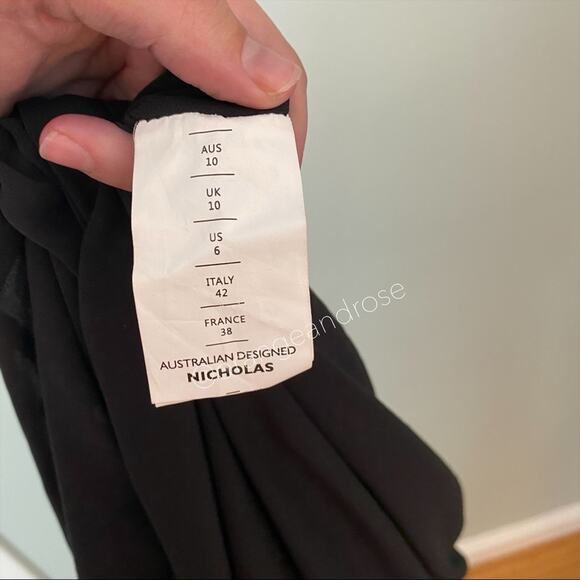 AUS
10
UK
10
US
6
ITALY
42
FRANCE
38
AUSTRALIAN DESIGNED
NICHOLAS